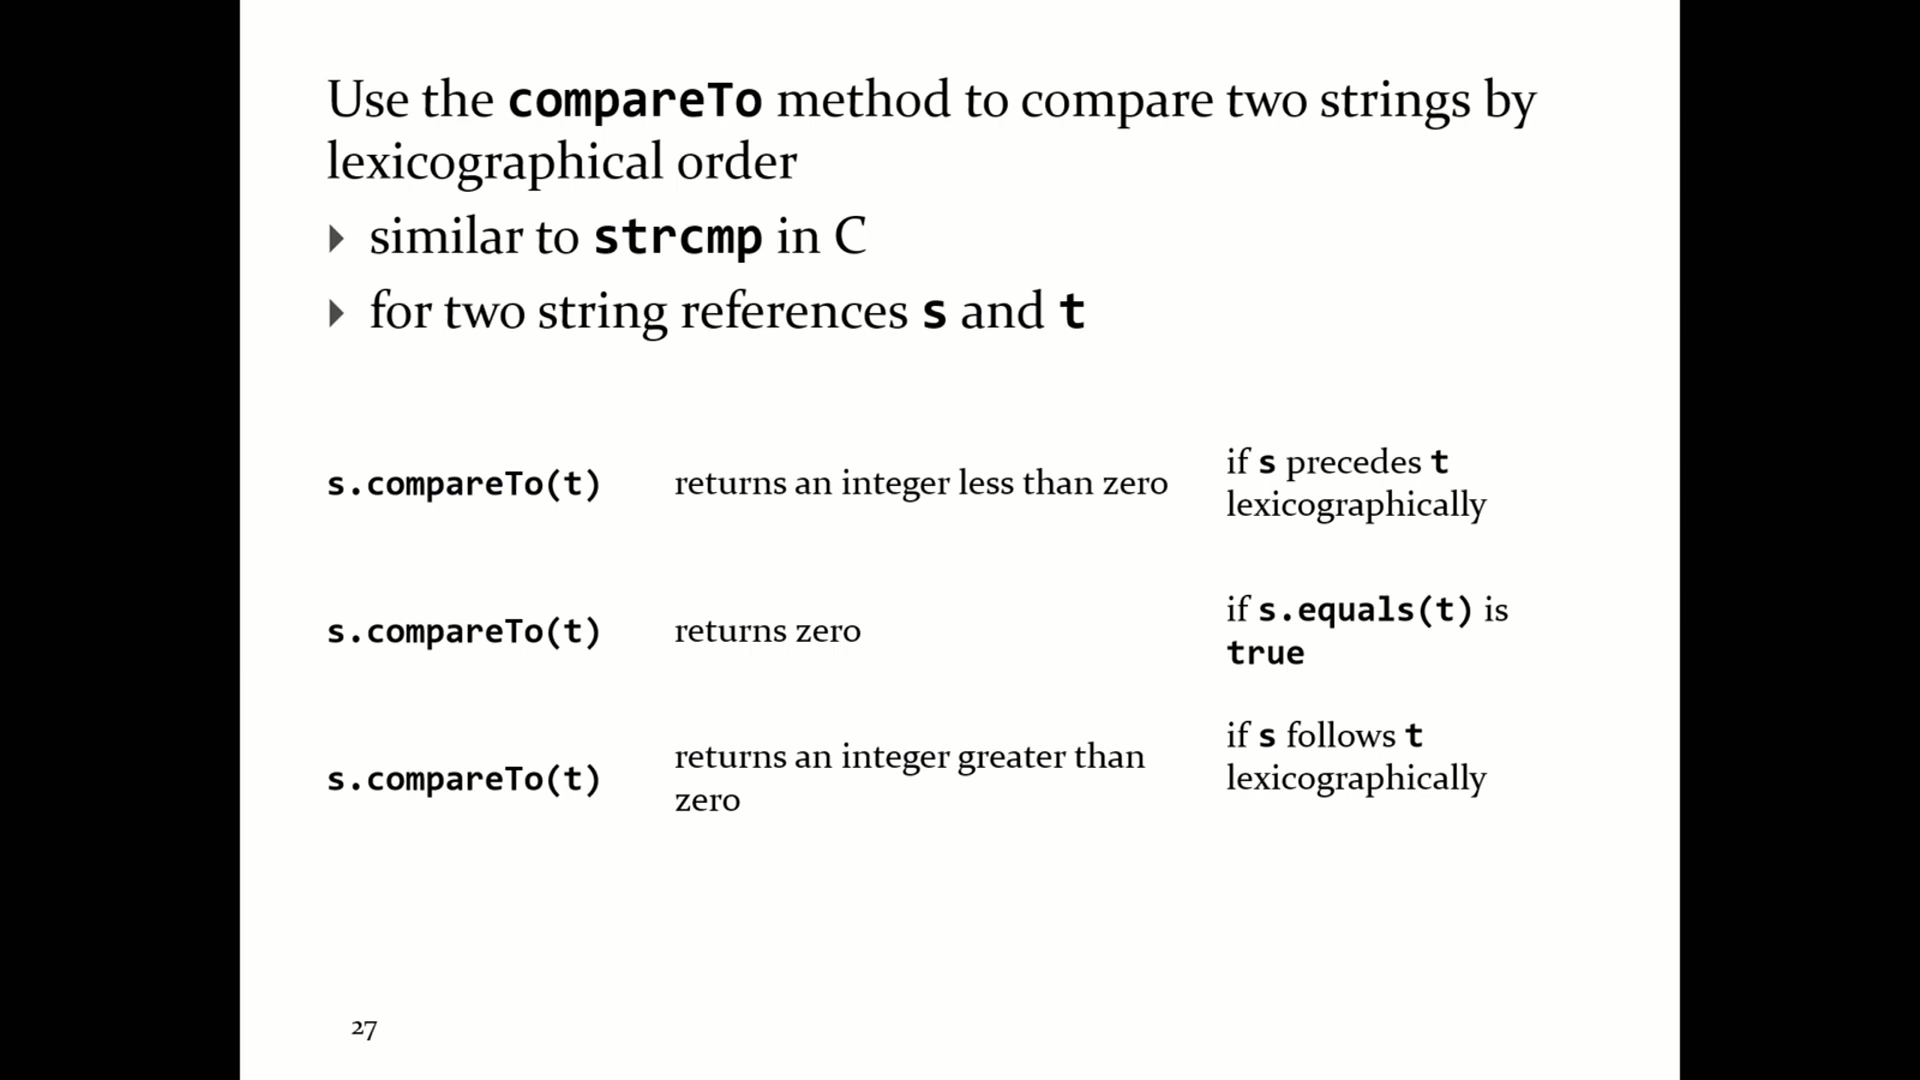 Use the compareTo method to compare two strings by
lexicographical order
similar to strcmp in C
for two string references s and t
s.compareTo(t) returns an integer less than zero if s precedes t
lexicographically
s.compareTo(t) returns zero if s.equals(t) is
true
s.compareTo(t) returns an integer greater than
zero
if s follows t
lexicographically
27